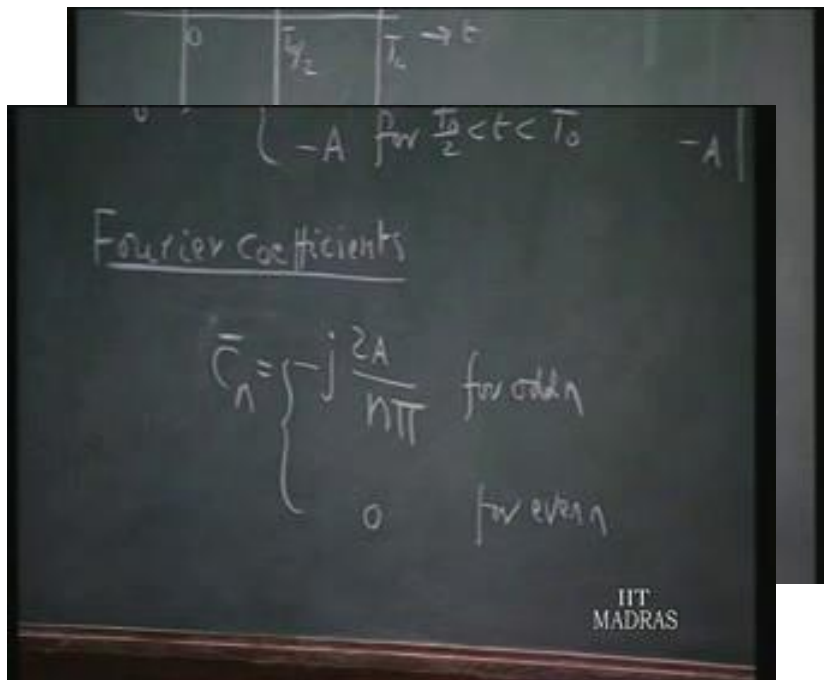 0 T₀/2 T₀ → t
{ -A for T₀/2 < t < T₀ -A
Fourier coefficients
C̄ₙ = { -j 2A/nπ for odd n
0 for even n
IIT
MADRAS